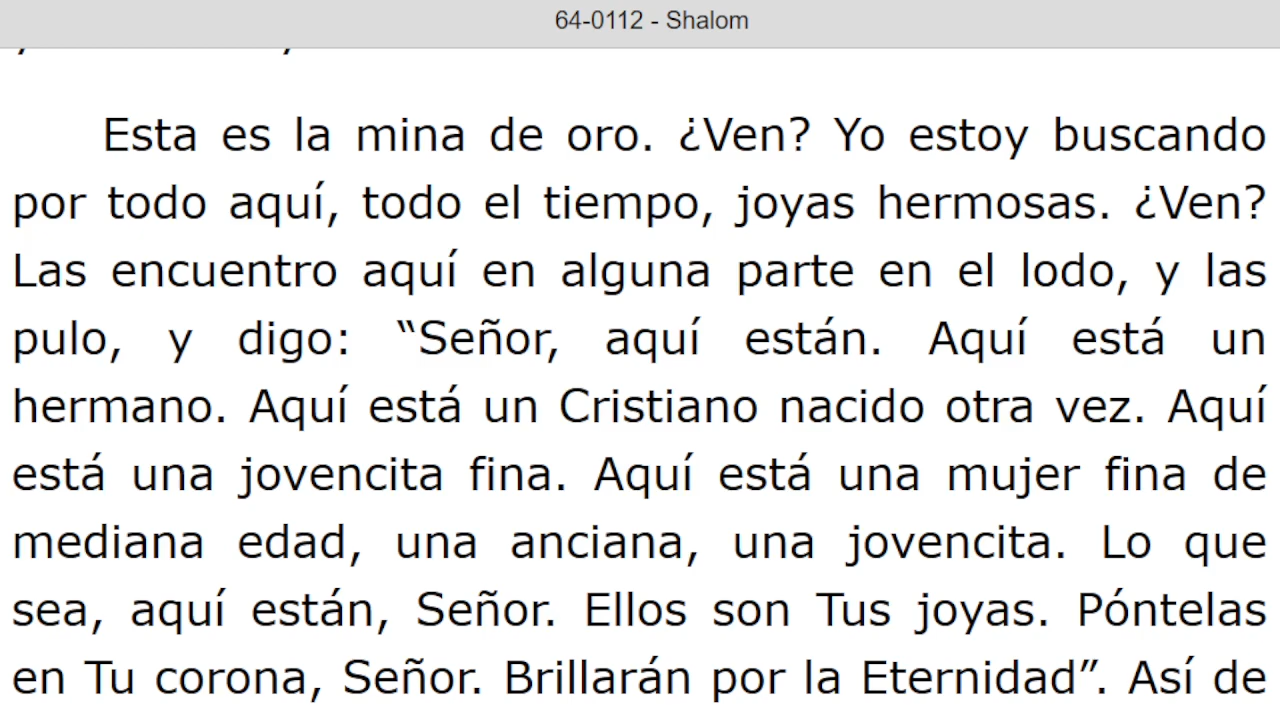 64-0112 - Shalom
Esta es la mina de oro. ¿Ven? Yo estoy buscando
por todo aquí, todo el tiempo, joyas hermosas. ¿Ven?
Las encuentro aquí en alguna parte en el lodo, y las
pulo, y digo: “Señor, aquí están. Aquí está un
hermano. Aquí está un Cristiano nacido otra vez. Aquí
está una jovencita fina. Aquí está una mujer fina de
mediana edad, una anciana, una jovencita. Lo que
sea, aquí están, Señor. Ellos son Tus joyas. Póntelas
en Tu corona, Señor. Brillarán por la Eternidad”. Así de